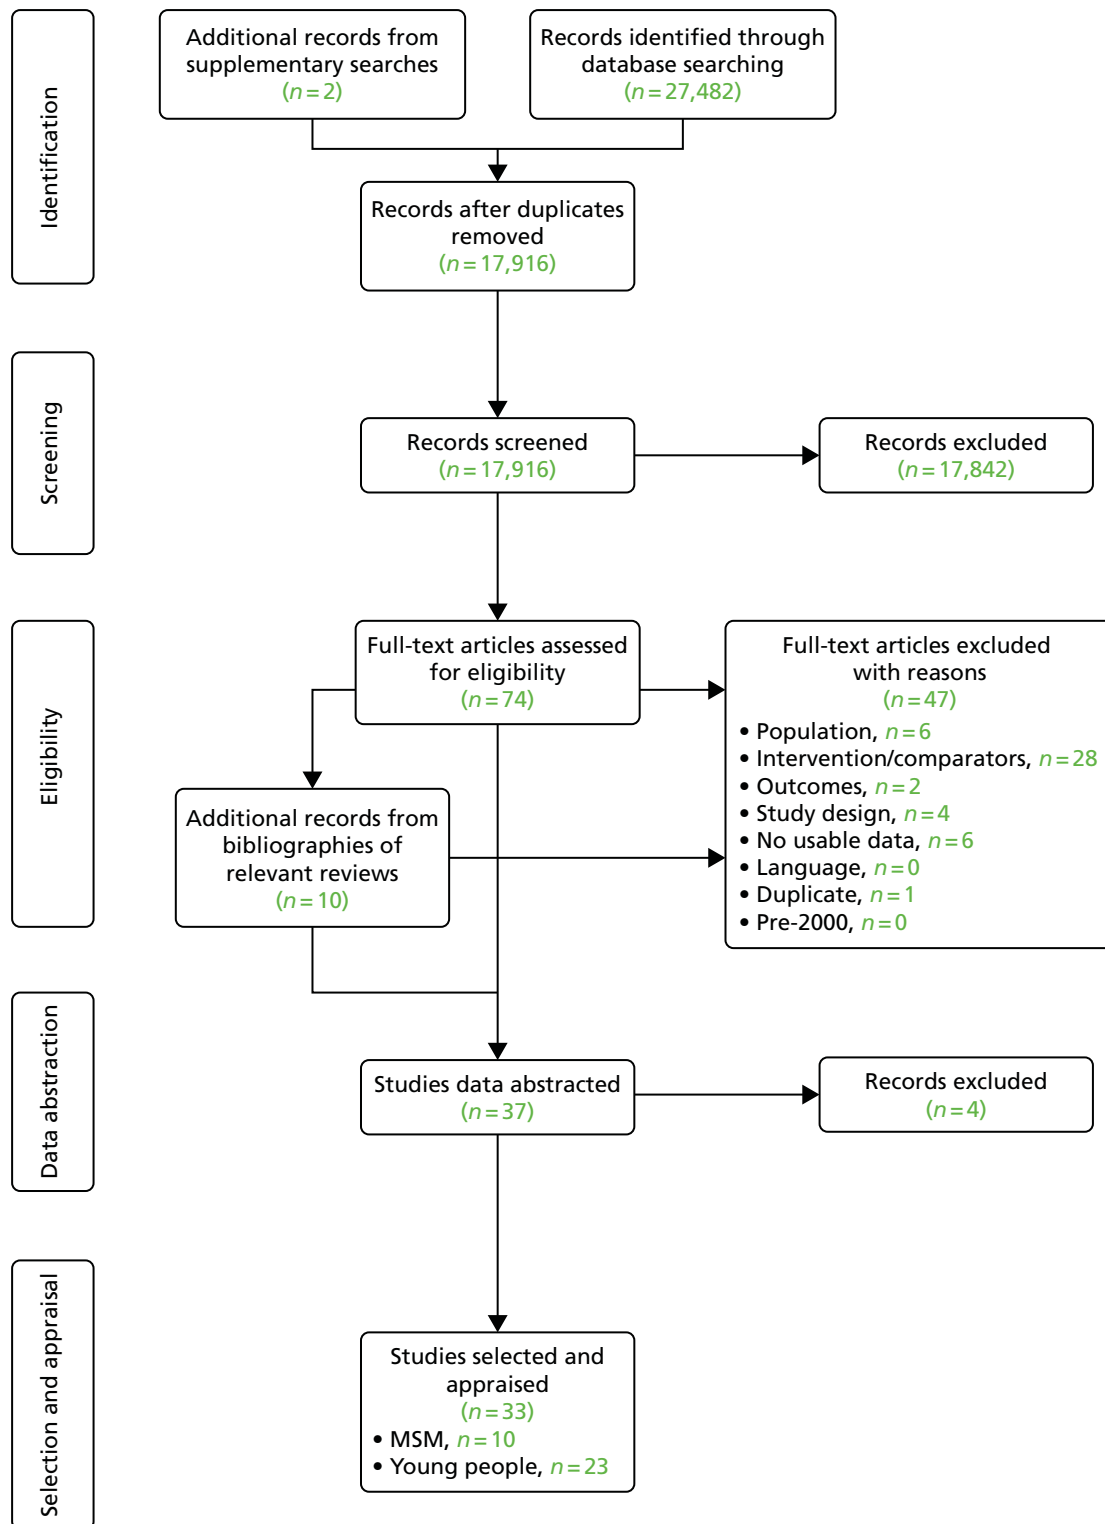 Identification
Additional records from
supplementary searches
(n = 2)
Records identified through
database searching
(n = 27,482)
Records after duplicates
removed
(n = 17,916)
Screening
Records screened
(n = 17,916)
Records excluded
(n = 17,842)
Eligibility
Full-text articles assessed
for eligibility
(n = 74)
Full-text articles excluded
with reasons
(n = 47)
• Population, n = 6
• Intervention/comparators, n = 28
• Outcomes, n = 2
• Study design, n = 4
• No usable data, n = 6
• Language, n = 0
• Duplicate, n = 1
• Pre-2000, n = 0
Additional records from
bibliographies of
relevant reviews
(n = 10)
Data abstraction
Studies data abstracted
(n = 37)
Records excluded
(n = 4)
Selection and appraisal
Studies selected and
appraised
(n = 33)
• MSM, n = 10
• Young people, n = 23